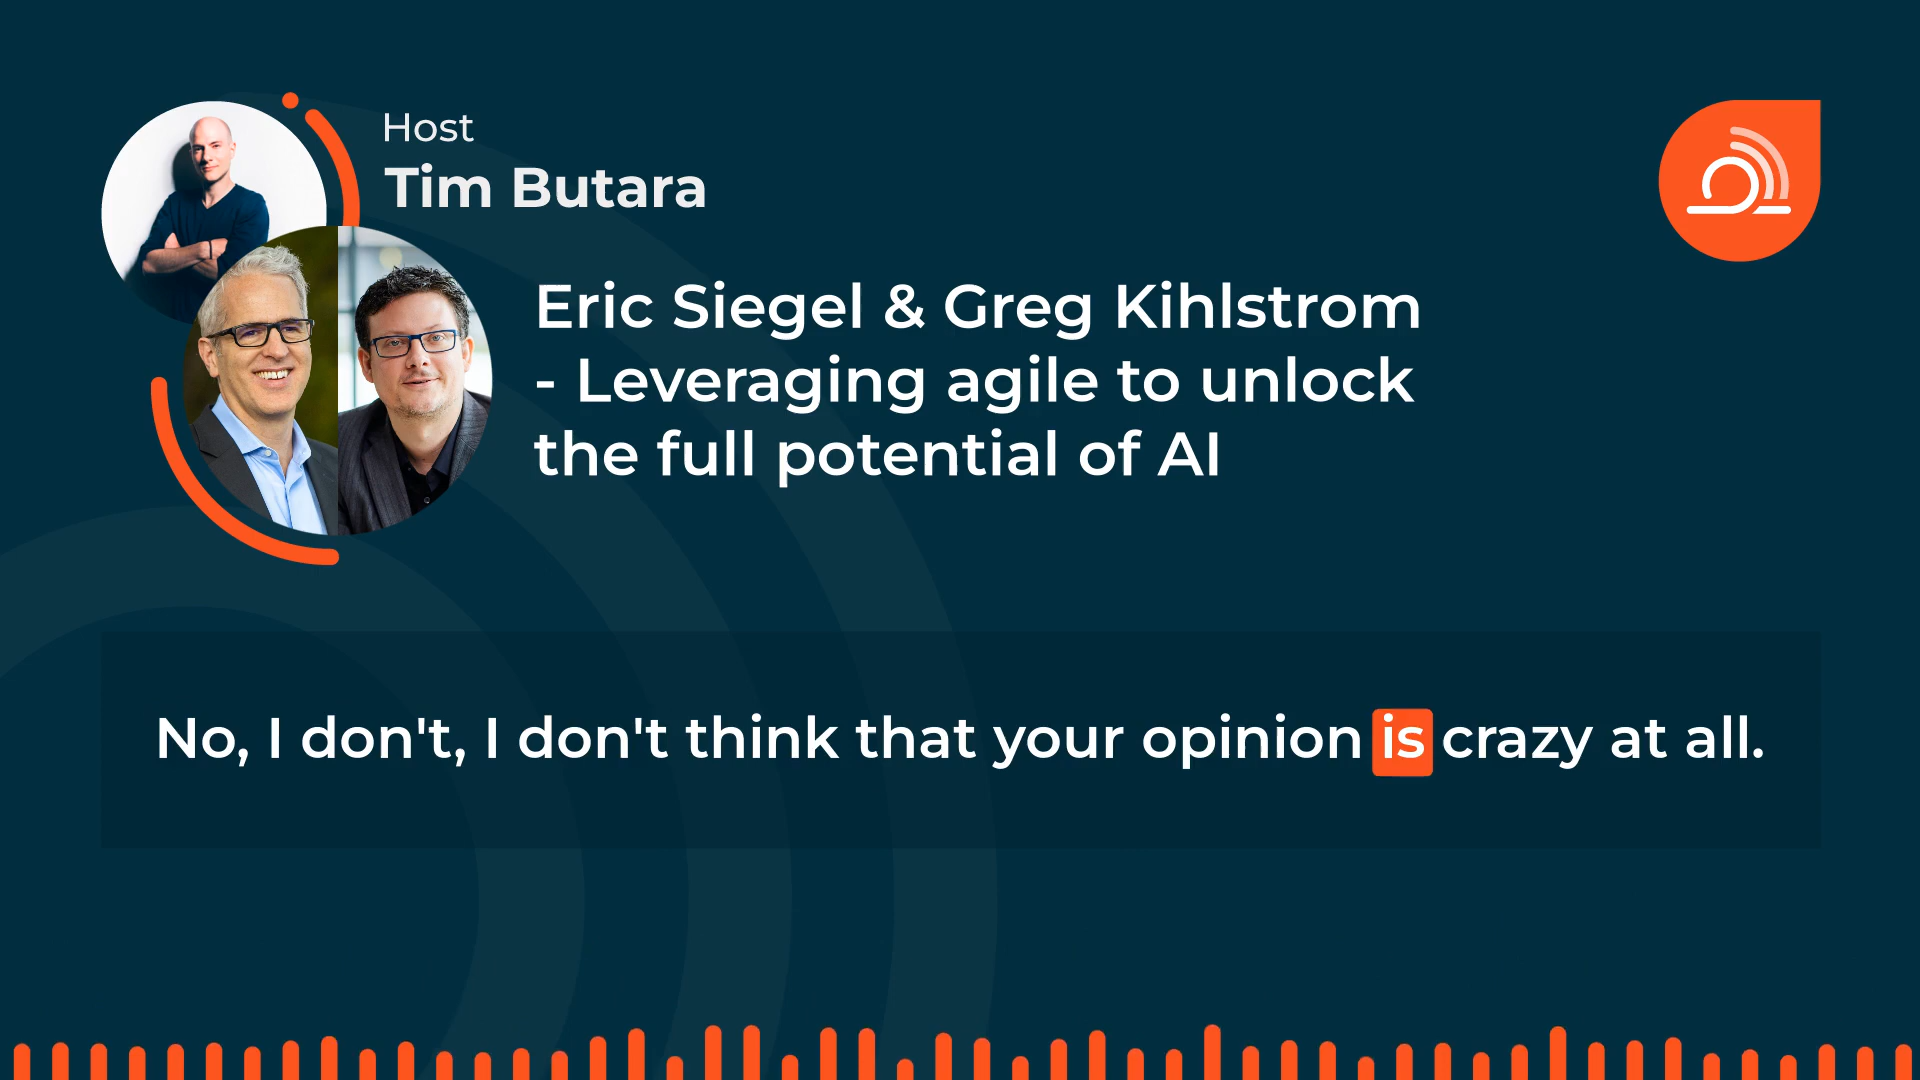 Host
Tim Butara
Eric Siegel & Greg Kihlstrom
- Leveraging agile to unlock
the full potential of AI
No, I don't, I don't think that your opinion is crazy at all.